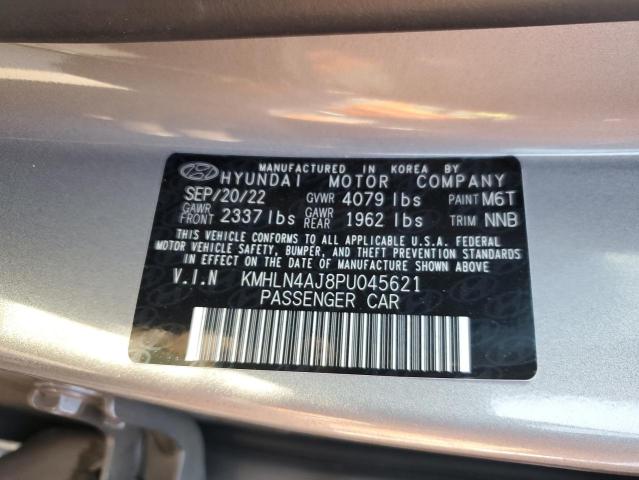 MANUFACTURED IN KOREA BY
HYUNDAI MOTOR COMPANY
SEP/20/22 GVWR 4079 lbs PAINT M6T
GAWR FRONT 2337 lbs GAWR REAR 1962 lbs TRIM NNB
THIS VEHICLE CONFORMS TO ALL APPLICABLE U.S.A. FEDERAL
MOTOR VEHICLE SAFETY, BUMPER, AND THEFT PREVENTION STANDARDS
IN EFFECT ON THE DATE OF MANUFACTURE SHOWN ABOVE.
V.I.N KMHLN4AJ8PU045621
PASSENGER CAR